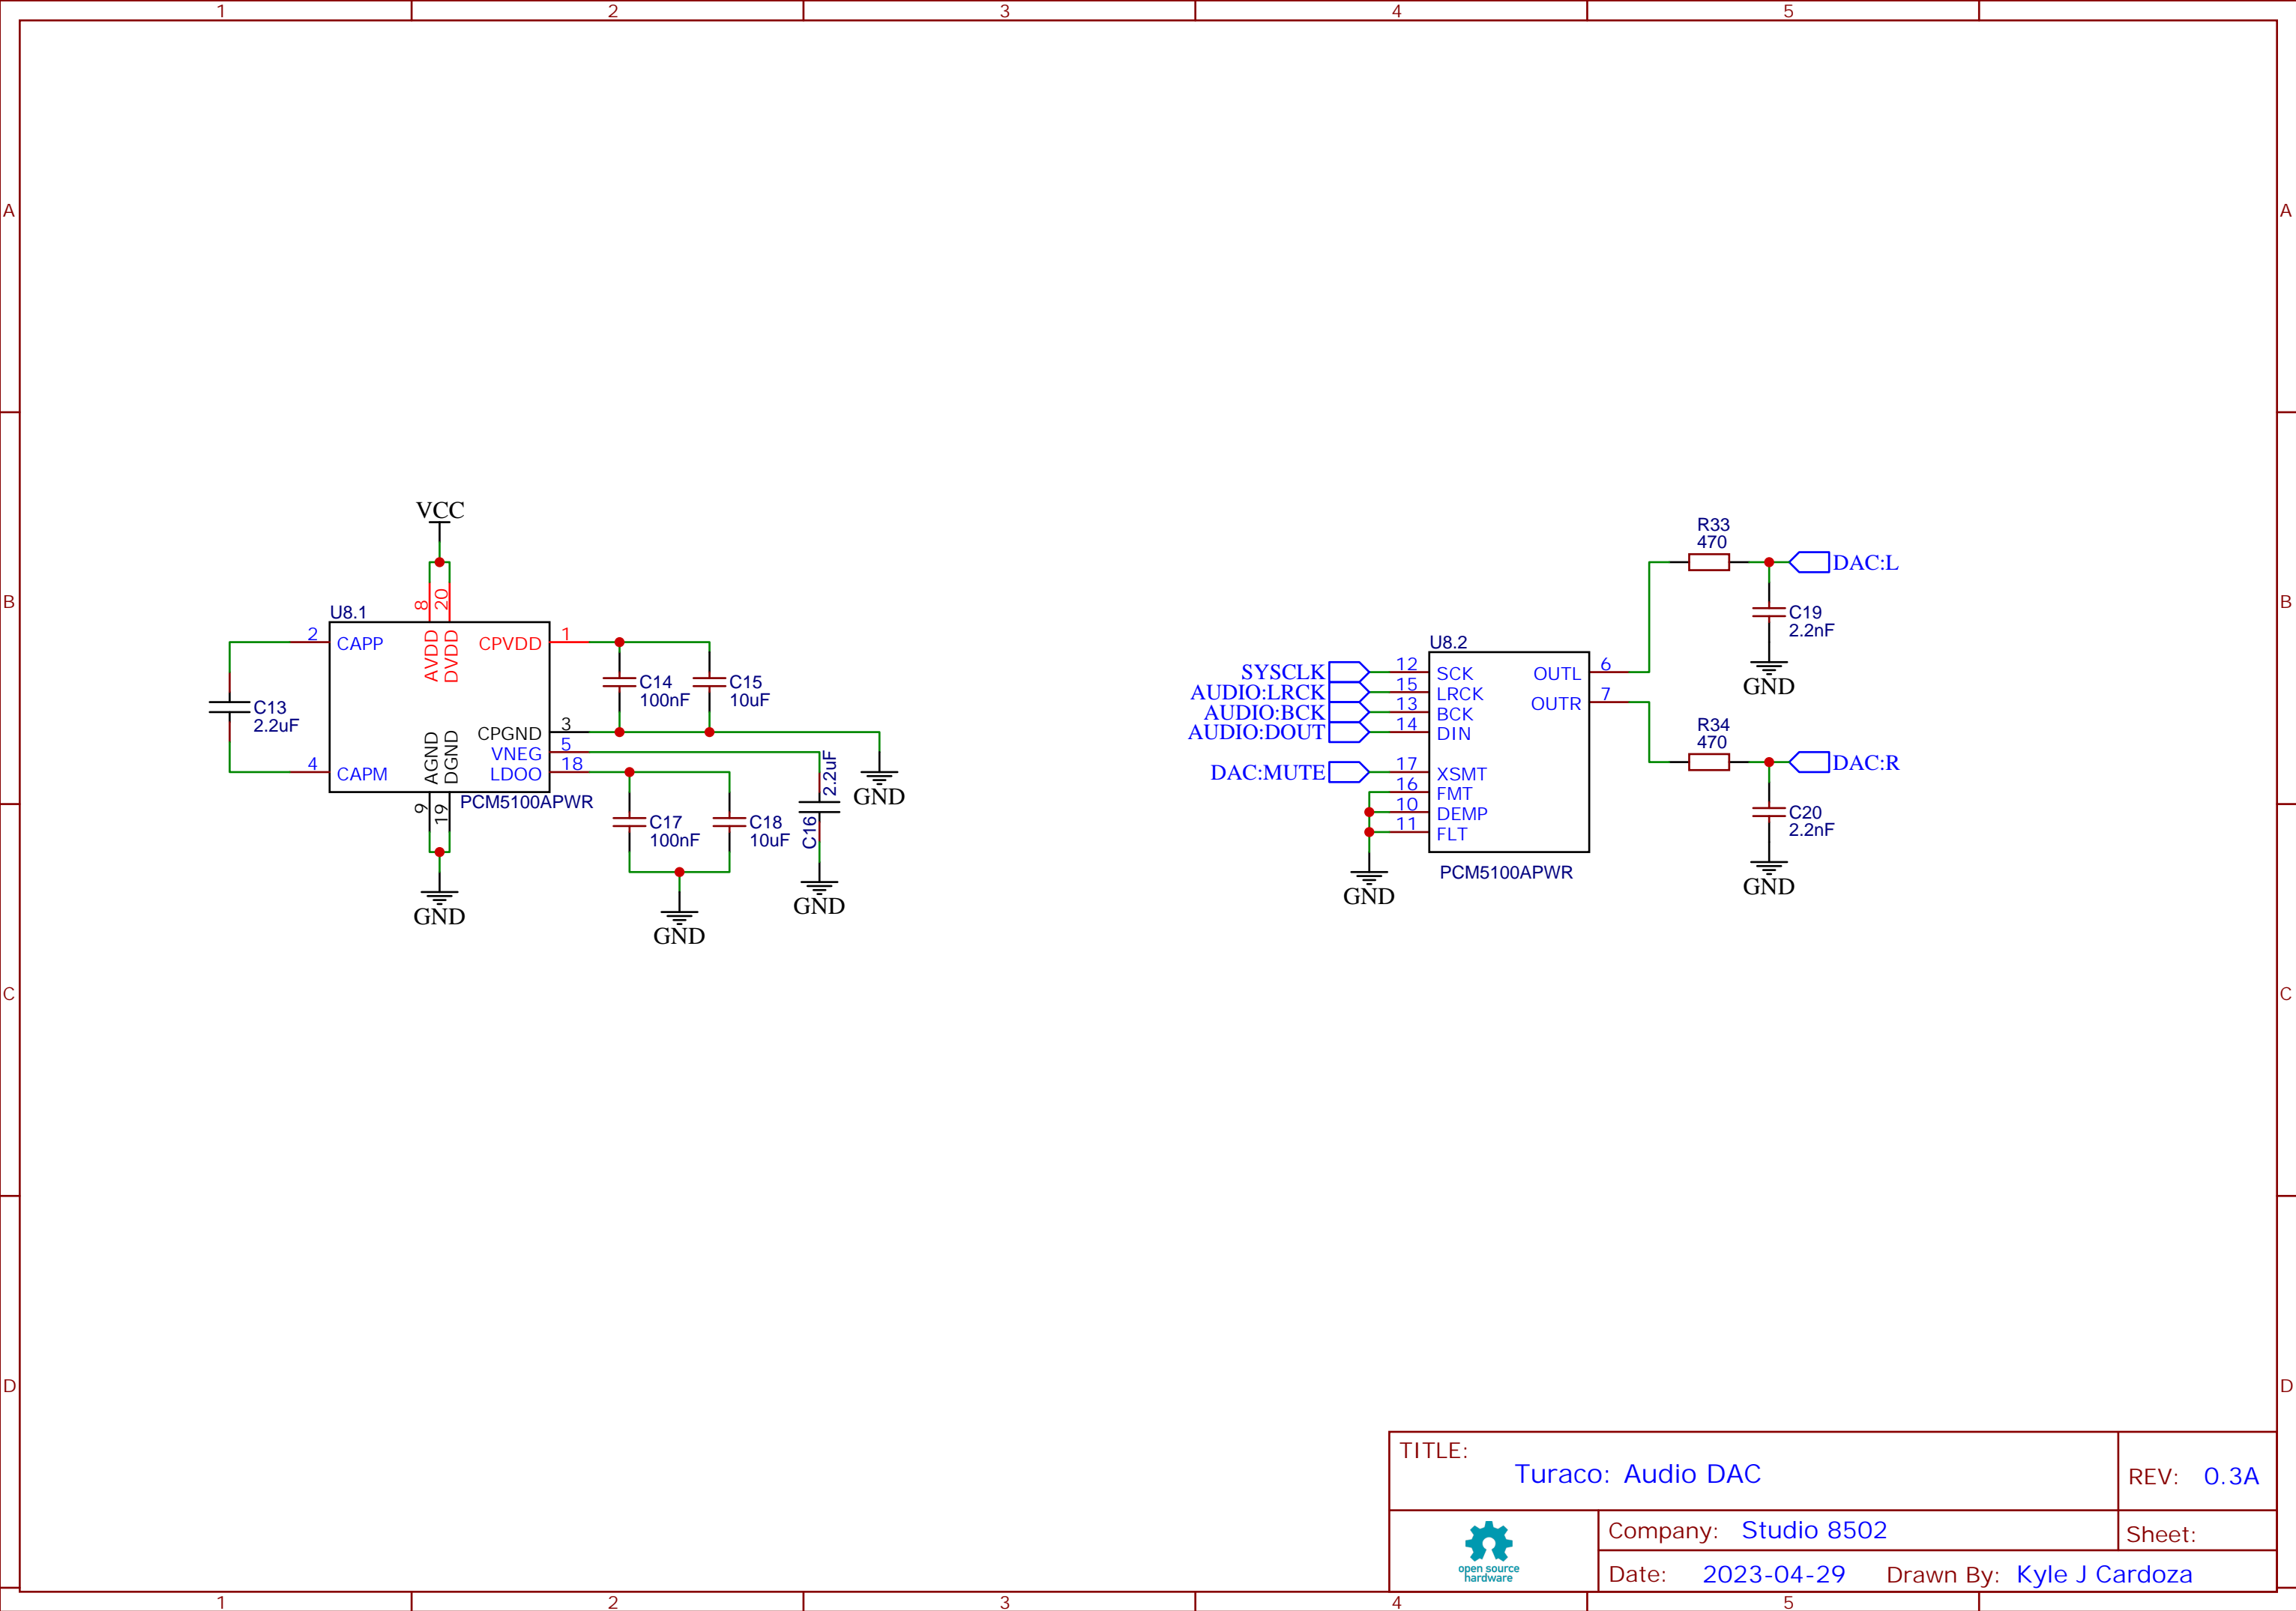 1 2 3 4 5
A A
B B
C C
D D
VCC
U8.1
8 20
2 CAPP
AVDD
DVDD
CPVDD 1
C13
2.2uF
C14
100nF
C15
10uF
CPGND 3
VNEG 5
LDOO 18
4 CAPM
AGND
DGND
9 19
PCM5100APWR
GND
C17
100nF
C18
10uF
GND
2.2uF
C16
GND
GND
U8.2
SYSCLK 12 SCK
AUDIO:LRCK 15 LRCK
AUDIO:BCK 13 BCK
AUDIO:DOUT 14 DIN
DAC:MUTE 17 XSMT
16 FMT
10 DEMP
11 FLT
GND
PCM5100APWR
OUTL 6
OUTR 7
R33
470
DAC:L
C19
2.2nF
GND
R34
470
DAC:R
C20
2.2nF
GND
TITLE:
Turaco: Audio DAC
REV: 0.3A
open source
hardware
Company: Studio 8502
Sheet:
Date: 2023-04-29 Drawn By: Kyle J Cardoza
1 2 3 4 5